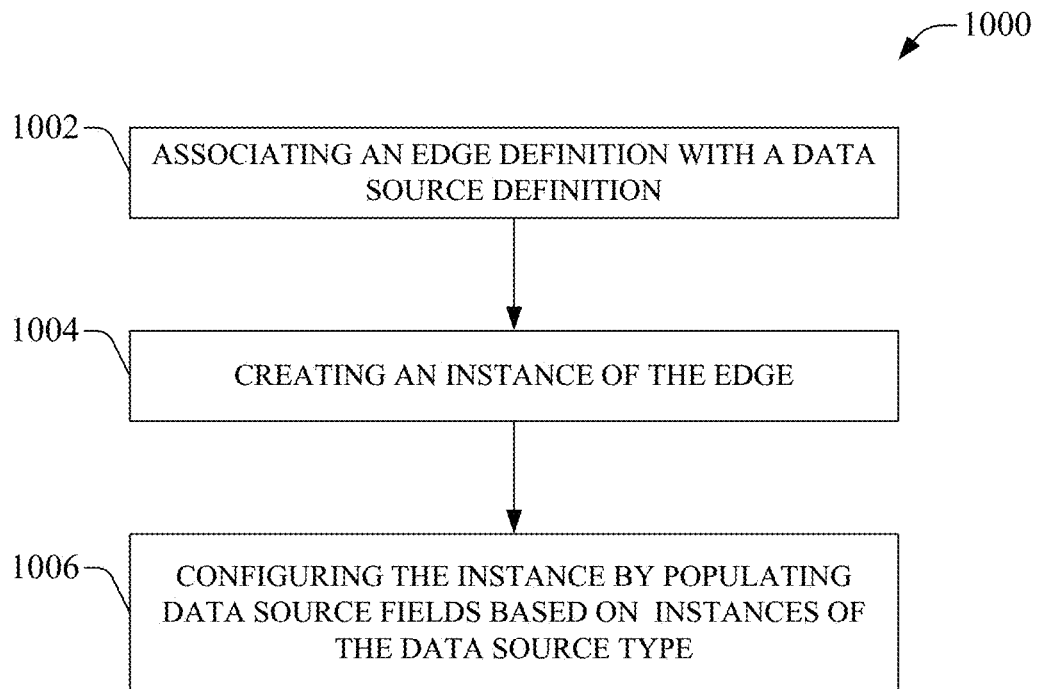 1000
1002
ASSOCIATING AN EDGE DEFINITION WITH A DATA
SOURCE DEFINITION
1004
CREATING AN INSTANCE OF THE EDGE
1006
CONFIGURING THE INSTANCE BY POPULATING
DATA SOURCE FIELDS BASED ON INSTANCES OF
THE DATA SOURCE TYPE